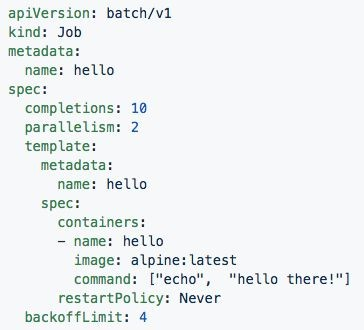 apiVersion: batch/v1
kind: Job
metadata:
  name: hello
spec:
  completions: 10
  parallelism: 2
  template:
    metadata:
      name: hello
    spec:
      containers:
      - name: hello
        image: alpine:latest
        command: ["echo",  "hello there!"]
      restartPolicy: Never
  backoffLimit: 4